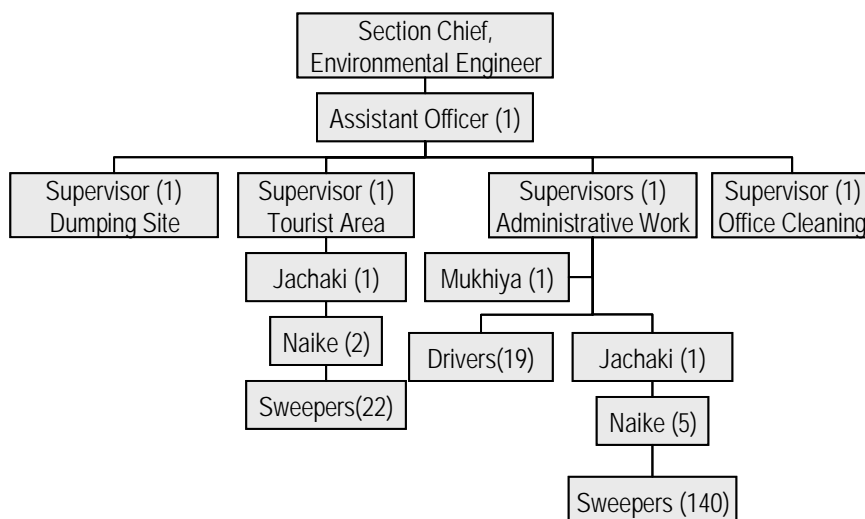 Section Chief,
Environmental Engineer
Assistant Officer (1)
Supervisor (1)
Dumping Site
Supervisor (1)
Tourist Area
Supervisors (1)
Administrative Work
Supervisor (1)
Office Cleaning
Jachaki (1)
Mukhiya (1)
Naike (2)
Drivers(19)
Jachaki (1)
Sweepers(22)
Naike (5)
Sweepers (140)